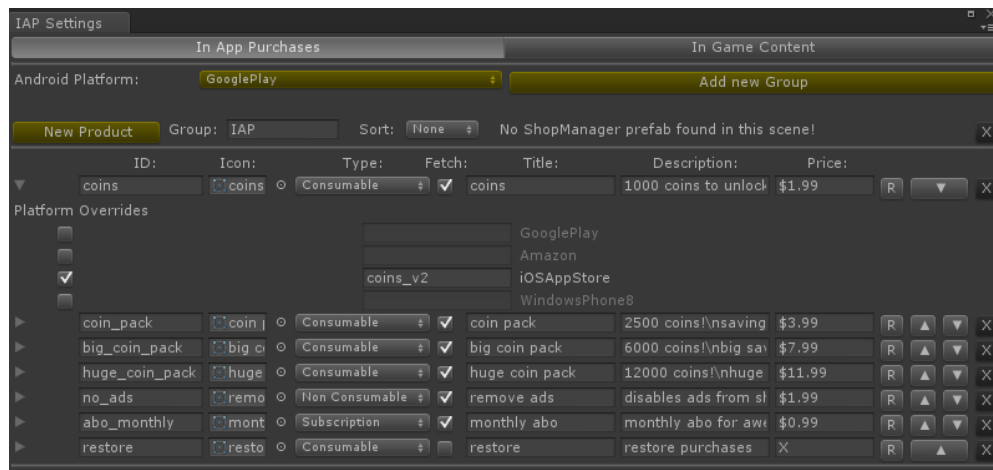 IAP Settings
In App Purchases In Game Content
Android Platform: GooglePlay Add new Group
New Product Group: IAP Sort: None No ShopManager prefab found in this scene! X
ID: Icon: Type: Fetch: Title: Description: Price:
coins coins Consumable coins 1000 coins to unlock $1.99 R X
Platform Overrides
GooglePlay
Amazon
coins_v2 iOSAppStore
WindowsPhone8
coin_pack coin Consumable coin pack 2500 coins!\nsaving $3.99 R X
big_coin_pack big Consumable big coin pack 6000 coins!\nbig $7.99 R X
huge_coin_pack huge Consumable huge coin pack 12000 coins!\nhuge $11.99 R X
no_ads remo Non Consumable remove ads disables ads from $1.99 R X
abo_monthly mont Subscription monthly abo monthly abo for $0.99 R X
restore resto Consumable restore restore purchases X R X